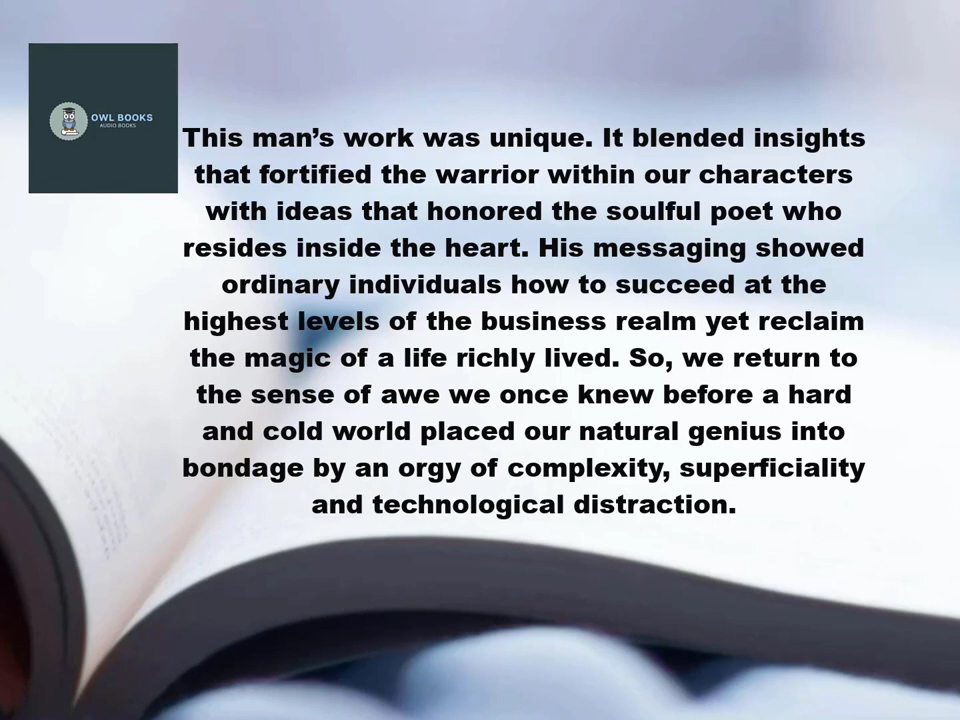 OWL BOOKS
AUDIO BOOKS
This man’s work was unique. It blended insights
that fortified the warrior within our characters
with ideas that honored the soulful poet who
resides inside the heart. His messaging showed
ordinary individuals how to succeed at the
highest levels of the business realm yet reclaim
the magic of a life richly lived. So, we return to
the sense of awe we once knew before a hard
and cold world placed our natural genius into
bondage by an orgy of complexity, superficiality
and technological distraction.